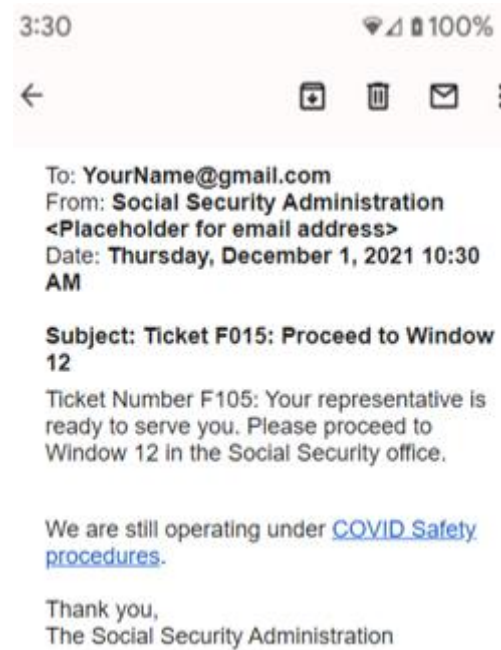 3:30 100%
To: YourName@gmail.com
From: Social Security Administration
<Placeholder for email address>
Date: Thursday, December 1, 2021 10:30
AM
Subject: Ticket F015: Proceed to Window
12
Ticket Number F105: Your representative is
ready to serve you. Please proceed to
Window 12 in the Social Security office.
We are still operating under COVID Safety
procedures.
Thank you,
The Social Security Administration